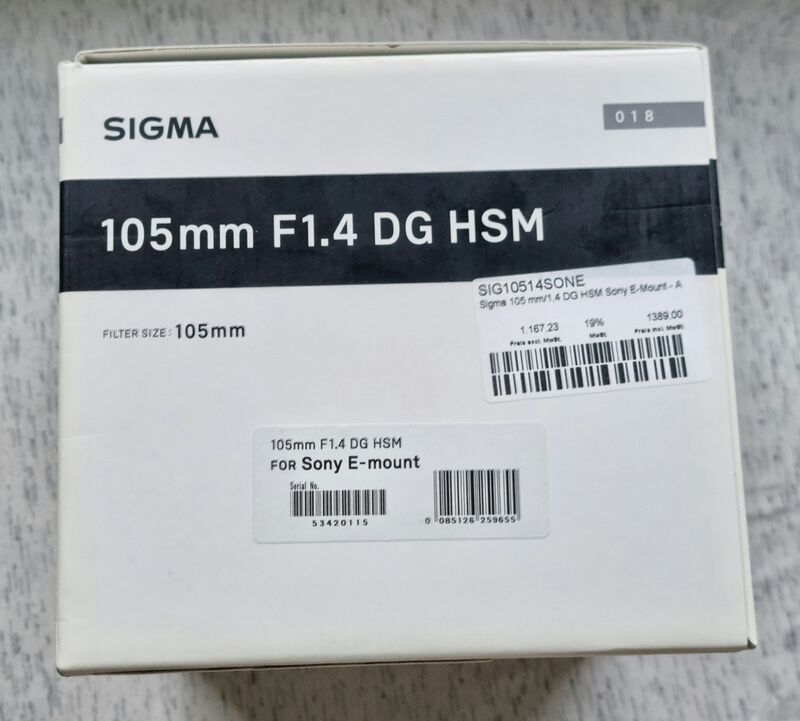 SIGMA
018
105mm F1.4 DG HSM
SIG10514SONE
Sigma 105 mm/1.4 DG HSM Sony E-Mount - A
1.167,23 19% 1389.00
Preis excl. MwSt. MwSt. Preis incl. MwSt.
FILTER SIZE: 105mm
105mm F1.4 DG HSM
FOR Sony E-mount
Serial No.
53420115
0 085126 259655